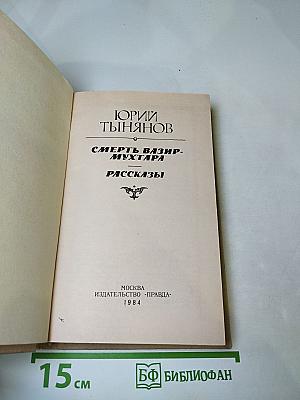 ЮРИЙ
ТЫНЯНОВ
СМЕРТЬ ВАЗИР-
МУХТАРА
РАССКАЗЫ
МОСКВА
ИЗДАТЕЛЬСТВО «ПРАВДА»
1984
15 см
БФ БИБЛИОФАН